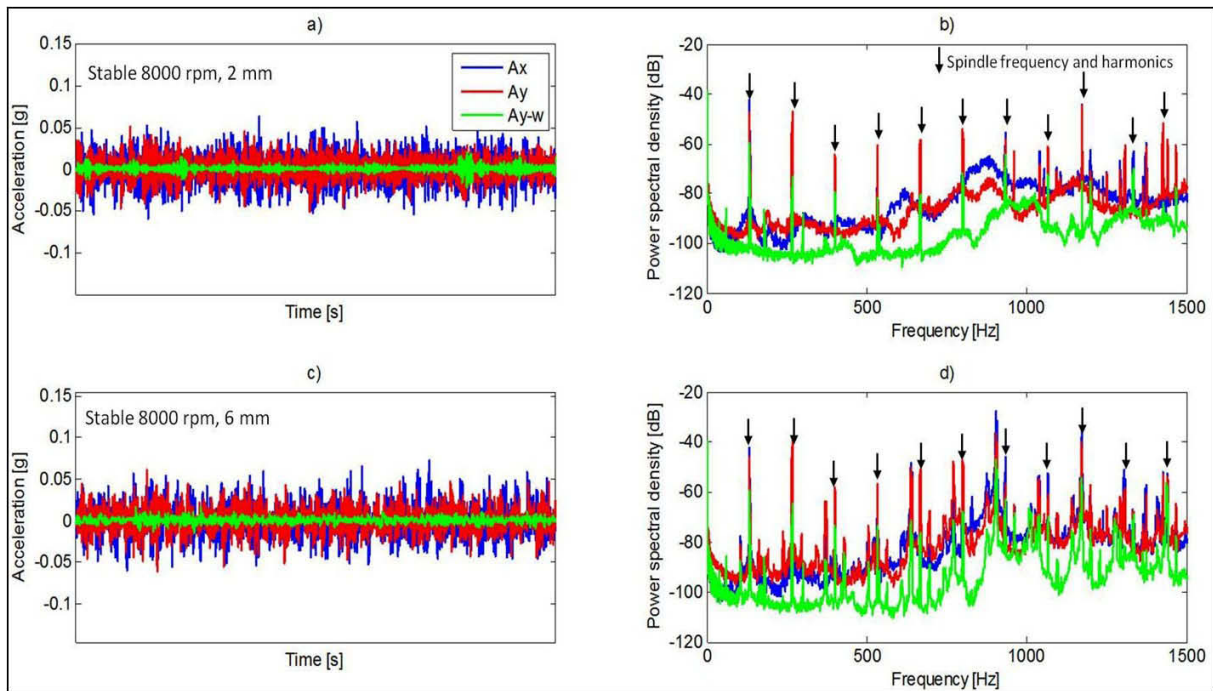 a)
0.15
0.1
0.05
0
-0.05
-0.1
Acceleration [g]
Stable 8000 rpm, 2 mm
Ax
Ay
Ay-w
Time [s]
b)
-20
-40
-60
-80
-100
-120
Power spectral density [dB]
Spindle frequency and harmonics
0
500
1000
1500
Frequency [Hz]
c)
0.15
0.1
0.05
0
-0.05
-0.1
Acceleration [g]
Stable 8000 rpm, 6 mm
Time [s]
d)
-20
-40
-60
-80
-100
-120
Power spectral density [dB]
0
500
1000
1500
Frequency [Hz]